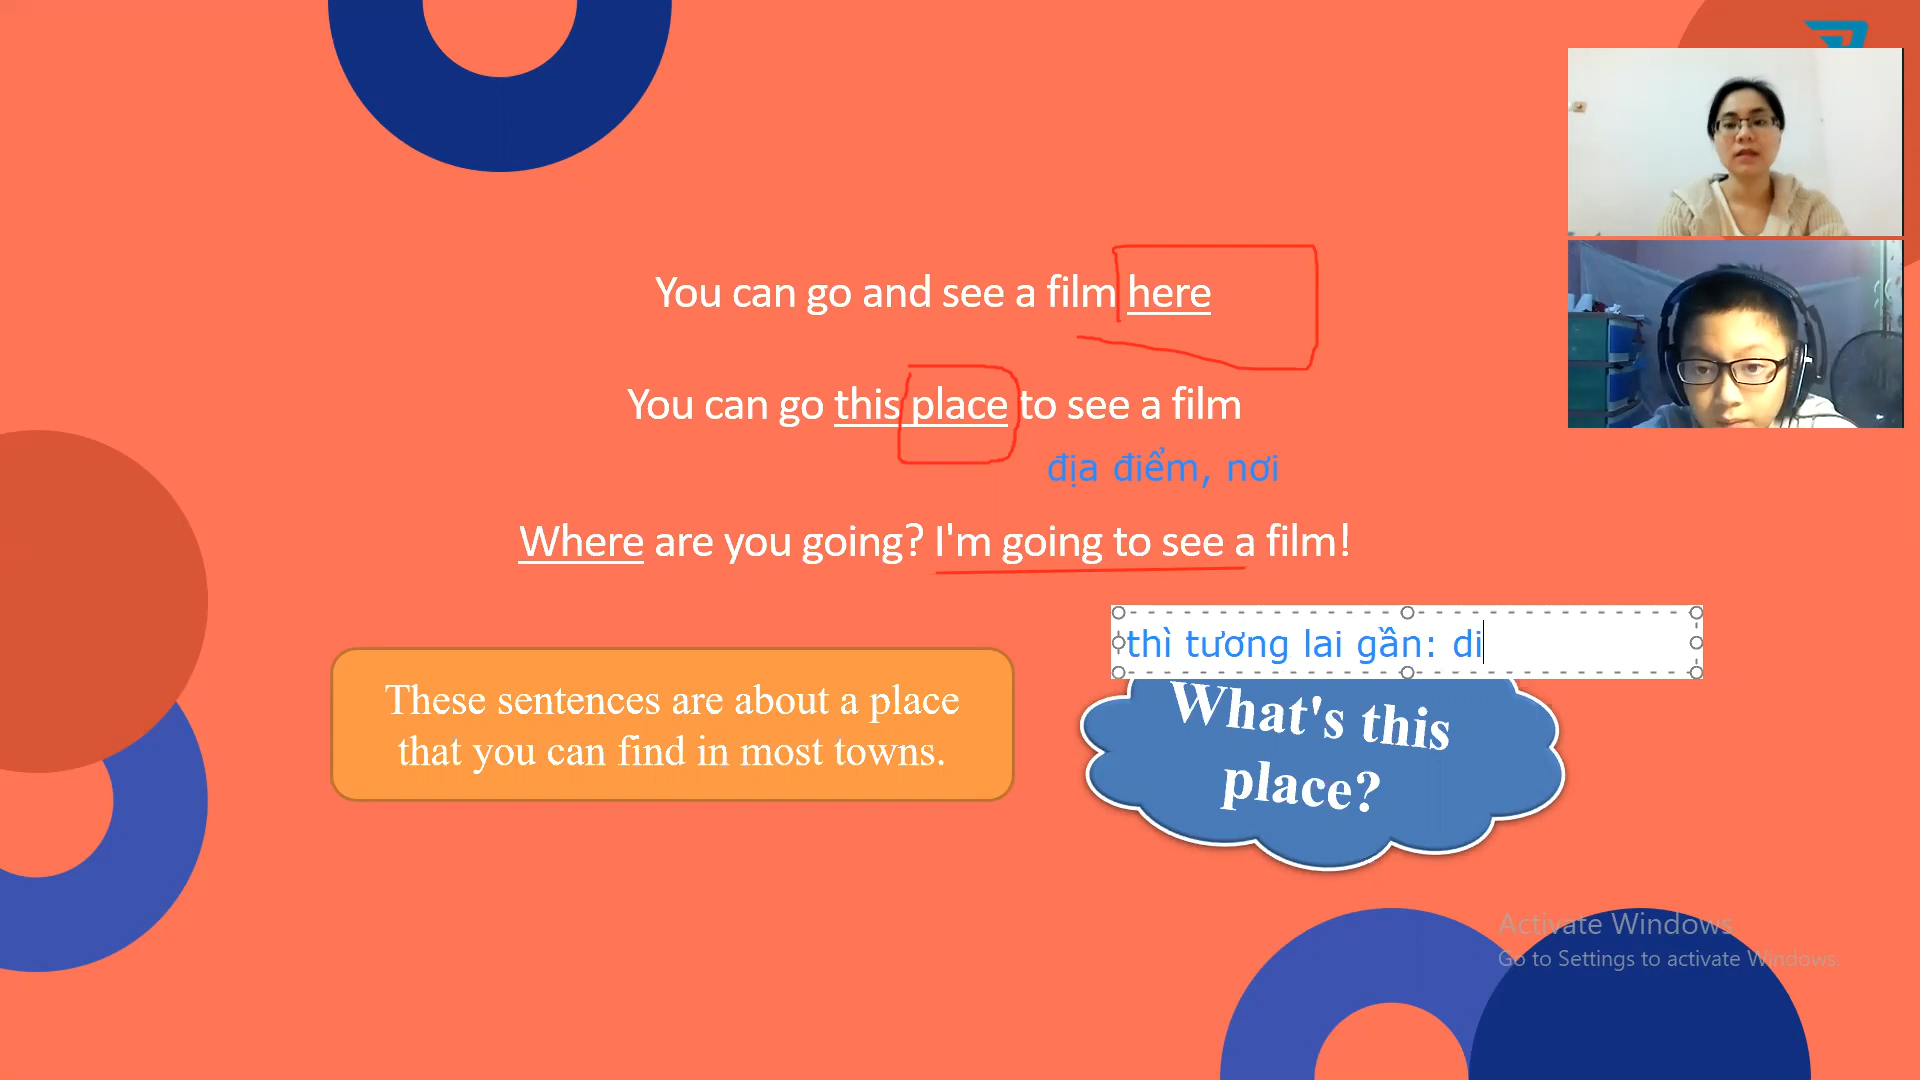 You can go and see a film here
You can go this place to see a film
địa điểm, nơi
Where are you going? I'm going to see a film!
thì tương lai gần: di
These sentences are about a place
that you can find in most towns.
What's this
place?
Activate Windows
Go to Settings to activate Windows.